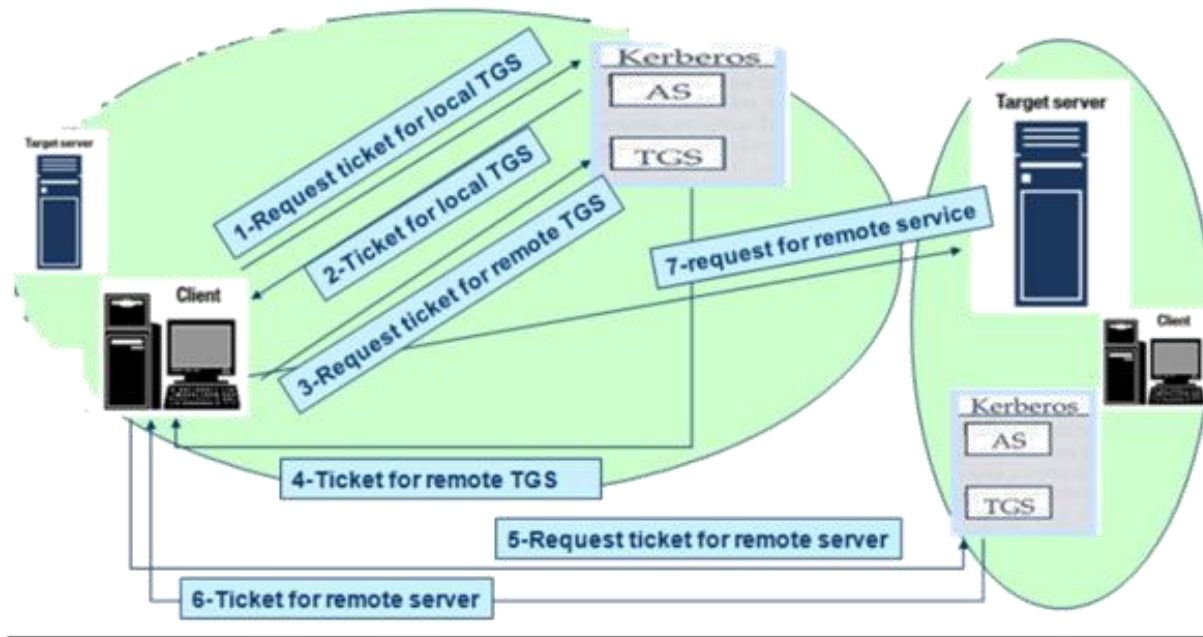 Kerberos
AS
TGS
Target server
Client
1-Request ticket for local TGS
2-Ticket for local TGS
3-Request ticket for remote TGS
4-Ticket for remote TGS
7-request for remote service
Target server
Client
Kerberos
AS
TGS
5-Request ticket for remote server
6-Ticket for remote server